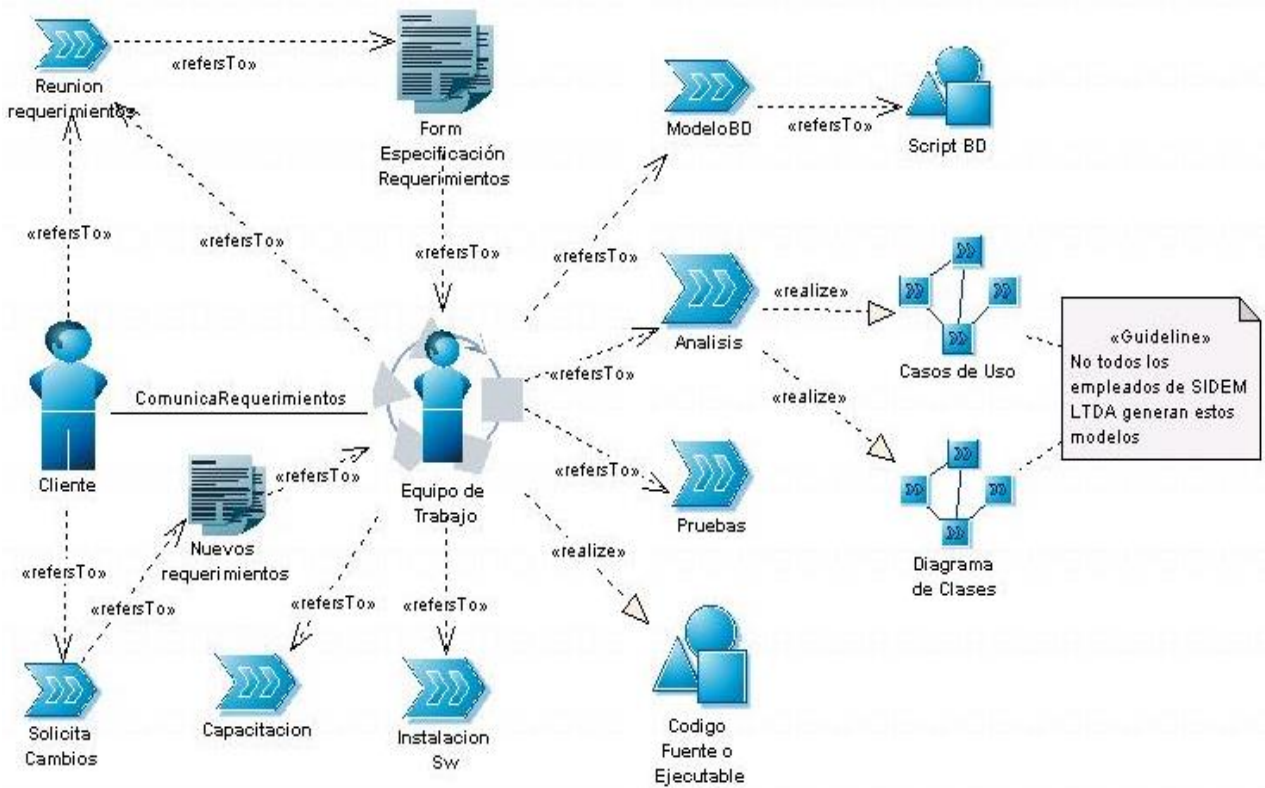 «refersTo»
Reunion
requerimientos
Form
Especificación
Requerimientos
ModeloBD
«refersTo»
Script BD
«refersTo»
«refersTo»
«refersTo»
«refersTo»
Analisis
«realize»
Casos de Uso
«Guideline»
No todos los
empleados de SIDEM
LTDA generan estos
modelos
«refersTo»
«realize»
ComunicaRequerimientos
Cliente
«refersTo»
Equipo de
Trabajo
«refersTo»
Pruebas
Nuevos
requerimientos
«realize»
Diagrama
de Clases
«refersTo»
«refersTo»
«refersTo»
«refersTo»
Solicita
Cambios
Capacitacion
Instalacion
Sw
Codigo
Fuente o
Ejecutable